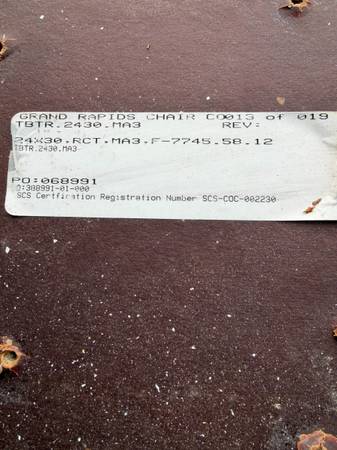 GRAND RAPIDS CHAIR CO013 of 019
TBTR.2430.MA3 REV:
24X30.RCT.MA3.F-7745.58.12
TBTR.2430.MA3
PO:068991
O:388991-01-000
SCS Certification Registration Number SCS-COC-002230